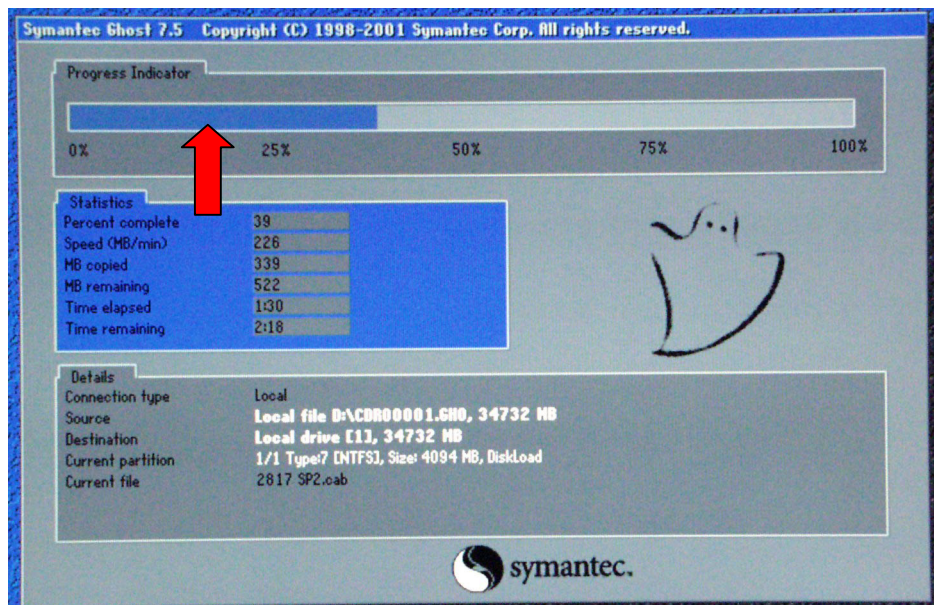 Symantec Ghost 7.5 Copyright (C) 1998-2001 Symantec Corp. All rights reserved.
Progress Indicator
0% 25% 50% 75% 100%
Statistics
Percent complete 39
Speed (MB/min) 226
MB copied 339
MB remaining 522
Time elapsed 1:30
Time remaining 2:18
Details
Connection type Local
Source Local file D:\CDR00001.GHO, 34732 MB
Destination Local drive [1], 34732 MB
Current partition 1/1 Type:7 [NTFS], Size: 4094 MB, DiskLoad
Current file 2817 SP2.cab
symantec.